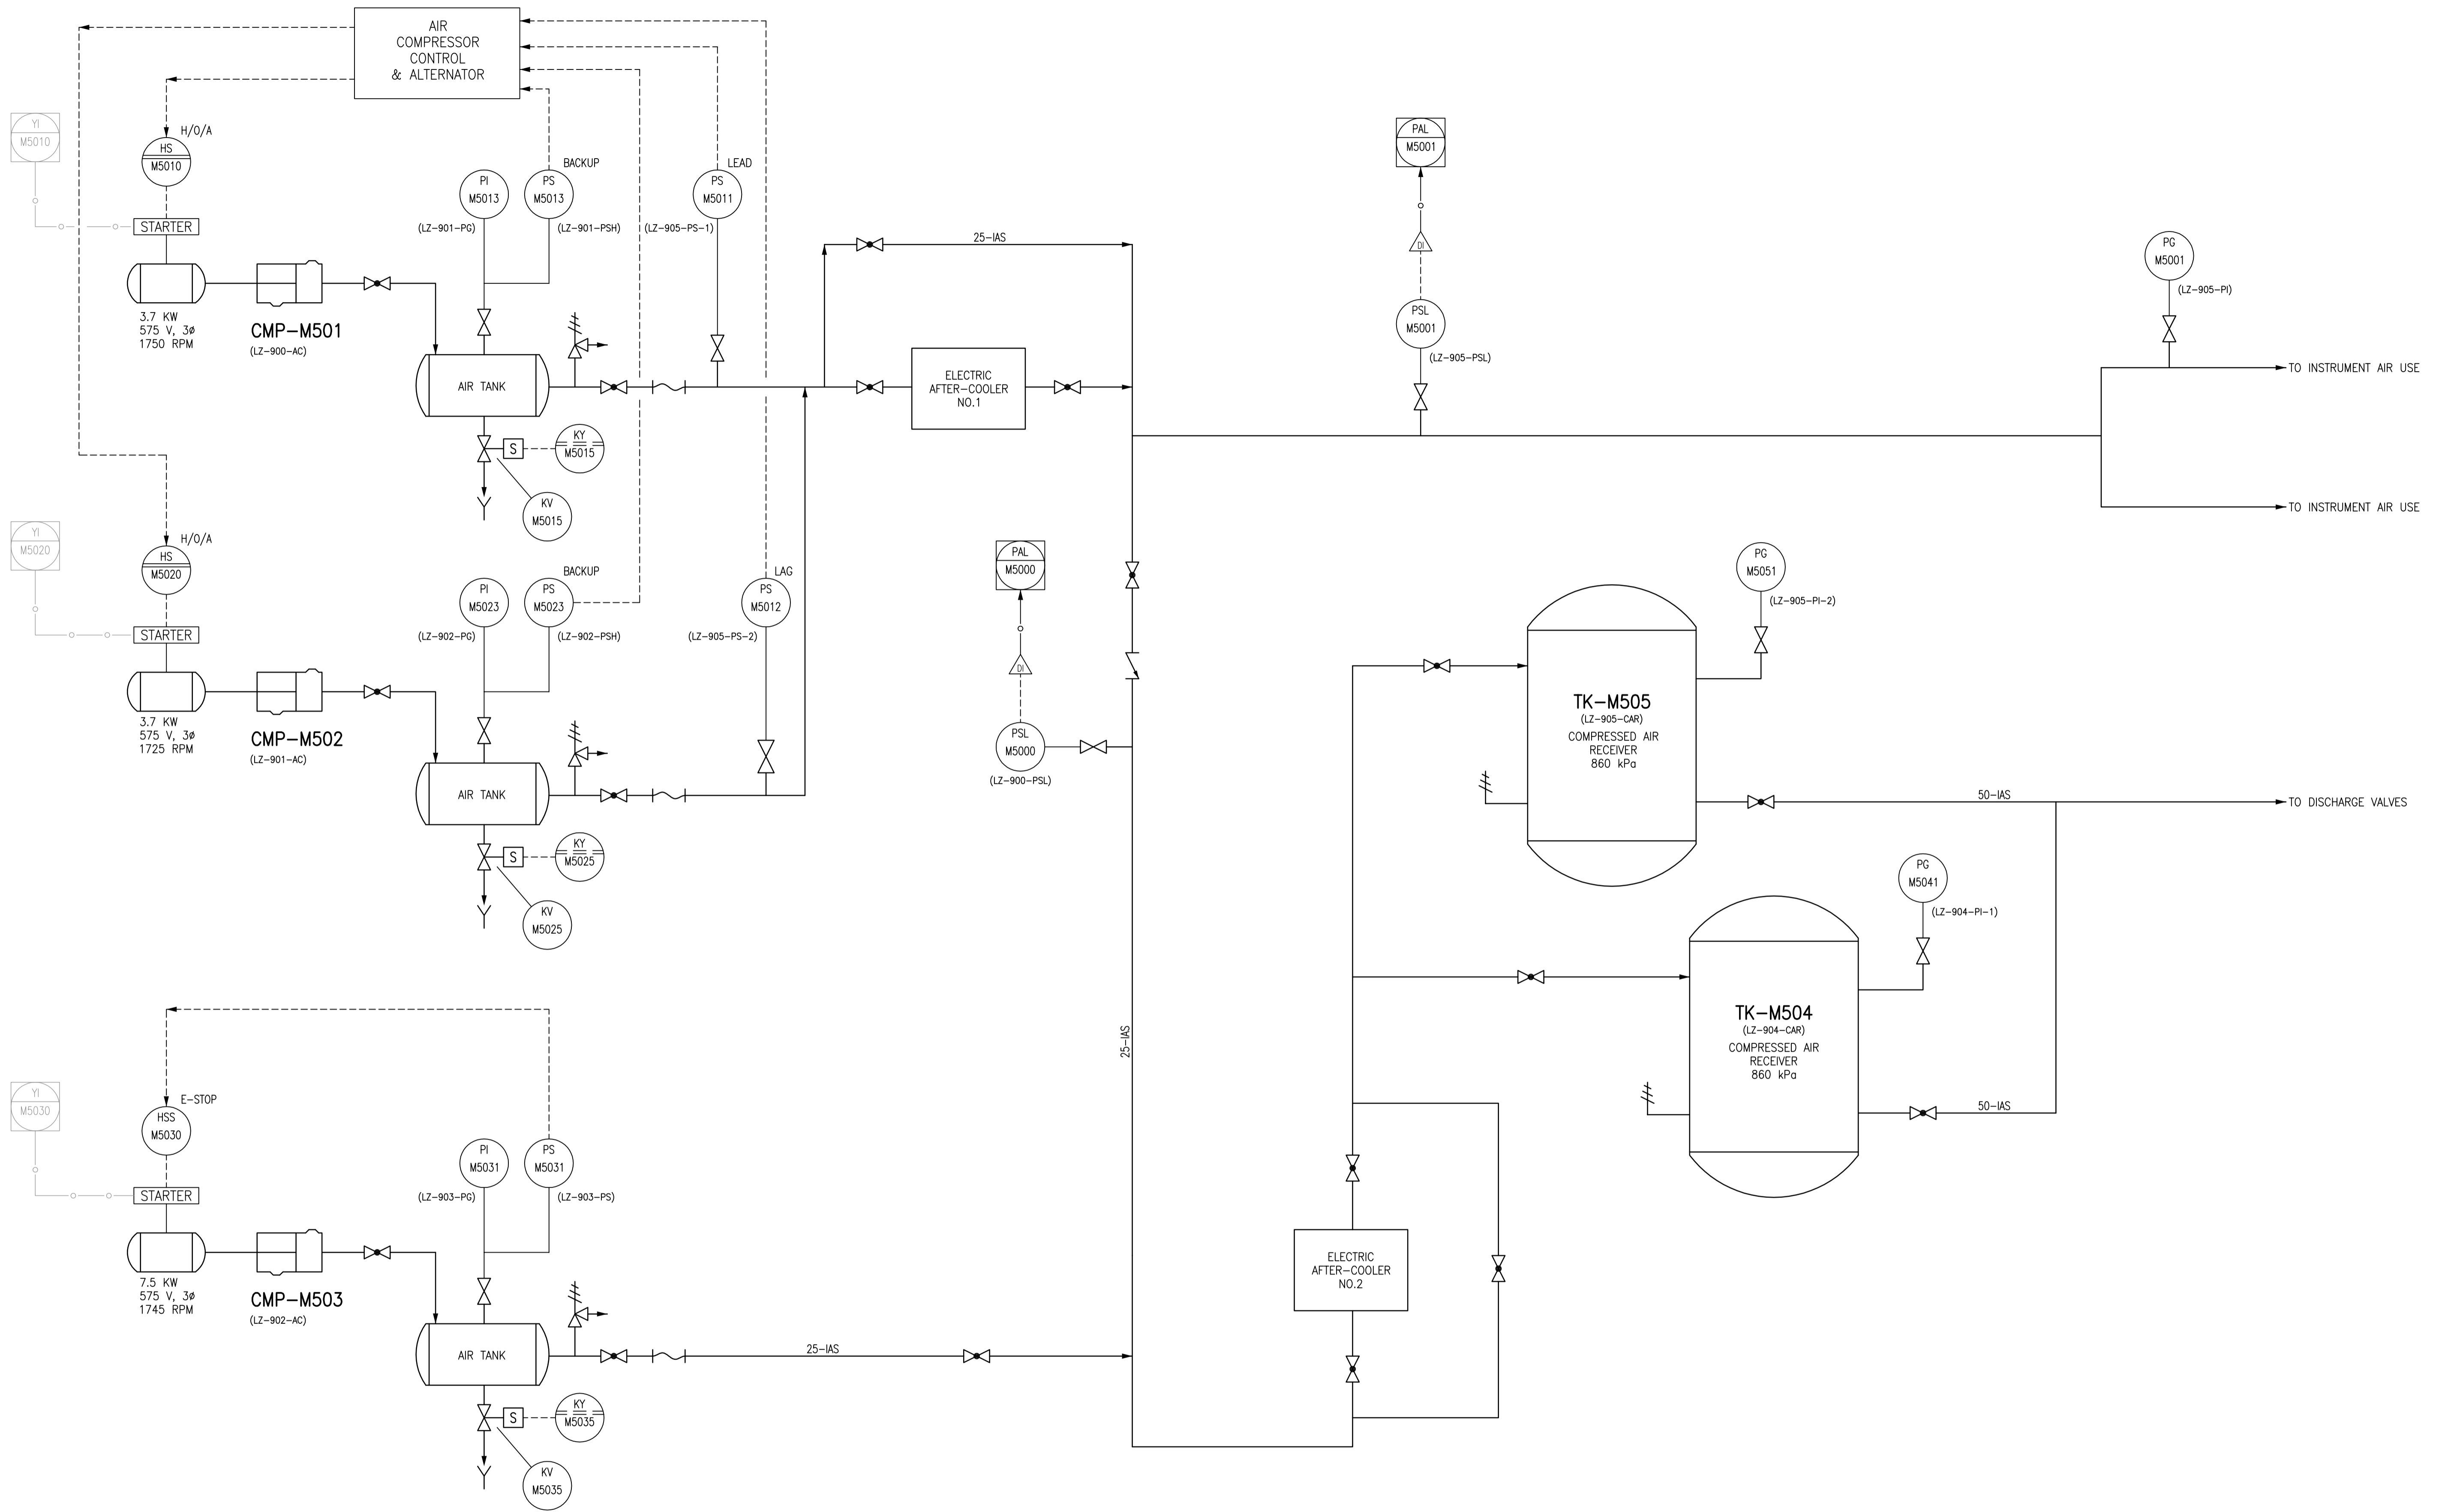 AIR
COMPRESSOR
CONTROL
& ALTERNATOR
YI
M5010
H/O/A
HS
M5010
STARTER
3.7 KW
575 V, 3ø
1750 RPM
CMP-M501
(LZ-900-AC)
PI
M5013
(LZ-901-PG)
BACKUP
PS
M5013
(LZ-901-PSH)
LEAD
PS
M5011
(LZ-905-PS-1)
AIR TANK
S
KY
M5015
KV
M5015
25-IAS
ELECTRIC
AFTER-COOLER
NO.1
PAL
M5001
DI
PSL
M5001
(LZ-905-PSL)
PG
M5001
(LZ-905-PI)
TO INSTRUMENT AIR USE
TO INSTRUMENT AIR USE
YI
M5020
H/O/A
HS
M5020
STARTER
3.7 KW
575 V, 3ø
1725 RPM
CMP-M502
(LZ-901-AC)
PI
M5023
(LZ-902-PG)
BACKUP
PS
M5023
(LZ-902-PSH)
LAG
PS
M5012
(LZ-905-PS-2)
AIR TANK
S
KY
M5025
KV
M5025
PAL
M5000
DI
PSL
M5000
(LZ-900-PSL)
PG
M5051
(LZ-905-PI-2)
TK-M505
(LZ-905-CAR)
COMPRESSED AIR
RECEIVER
860 kPa
50-IAS
TO DISCHARGE VALVES
PG
M5041
(LZ-904-PI-1)
TK-M504
(LZ-904-CAR)
COMPRESSED AIR
RECEIVER
860 kPa
50-IAS
25-IAS
YI
M5030
E-STOP
HSS
M5030
STARTER
7.5 KW
575 V, 3ø
1745 RPM
CMP-M503
(LZ-902-AC)
PI
M5031
(LZ-903-PG)
PS
M5031
(LZ-903-PS)
AIR TANK
25-IAS
S
KY
M5035
KV
M5035
ELECTRIC
AFTER-COOLER
NO.2